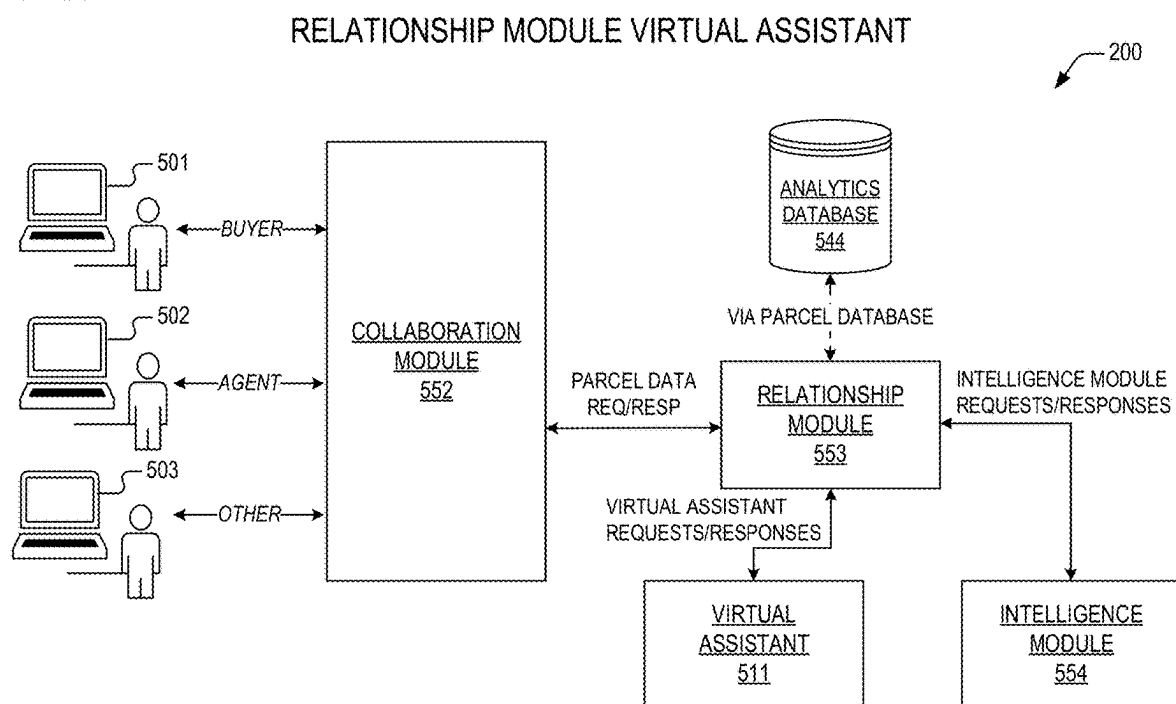 RELATIONSHIP MODULE VIRTUAL ASSISTANT
200
501
BUYER
502
AGENT
503
OTHER
COLLABORATION
MODULE
552
ANALYTICS
DATABASE
544
VIA PARCEL DATABASE
PARCEL DATA
REQ/RESP
RELATIONSHIP
MODULE
553
INTELLIGENCE MODULE
REQUESTS/RESPONSES
VIRTUAL ASSISTANT
REQUESTS/RESPONSES
VIRTUAL
ASSISTANT
511
INTELLIGENCE
MODULE
554